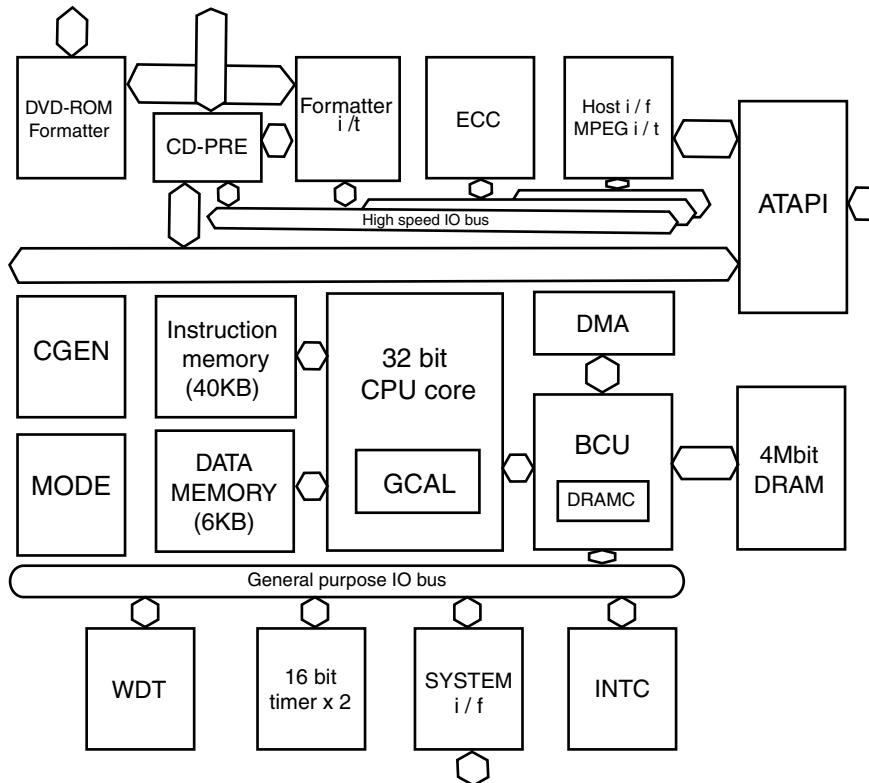 DVD-ROM
Formatter
CD-PRE
Formatter
i /t
ECC
Host i / f
MPEG i / t
ATAPI
High speed IO bus
CGEN
Instruction
memory
(40KB)
32 bit
CPU core
GCAL
DMA
MODE
DATA
MEMORY
(6KB)
BCU
DRAMC
4Mbit
DRAM
General purpose IO bus
WDT
16 bit
timer x 2
SYSTEM
i / f
INTC